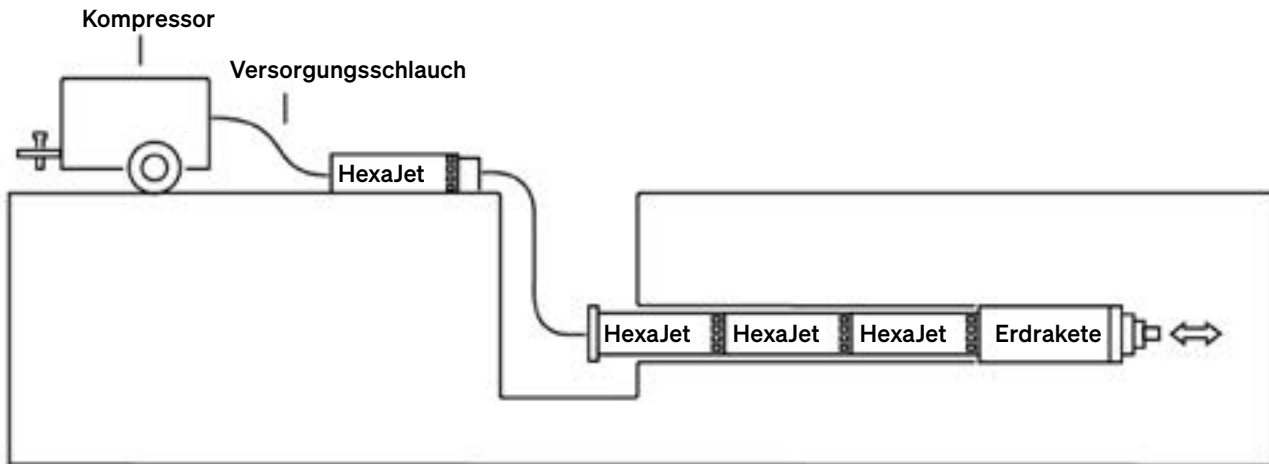 Kompressor
Versorgungsschlauch
HexaJet
HexaJet
HexaJet
HexaJet
Erdrakete